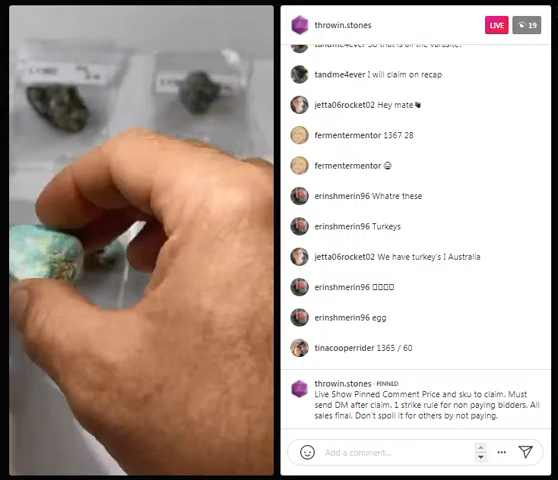 throwin.stones
LIVE
19
tandme4ever I will claim on recap
jetta06rocket02 Hey mate
fermentermentor 1367 28
fermentermentor 😂
erinshmerin96 Whatre these
erinshmerin96 Turkeys
jetta06rocket02 We have turkey's I Australia
erinshmerin96 □□□□
erinshmerin96 egg
tinacooperrider 1365 / 60
throwin.stones · PINNED
Live Show Pinned Comment Price and sku to claim. Must
send DM after claim. 1 strike rule for non paying bidders. All
sales final. Don't spoil it for others by not paying.
Add a comment...